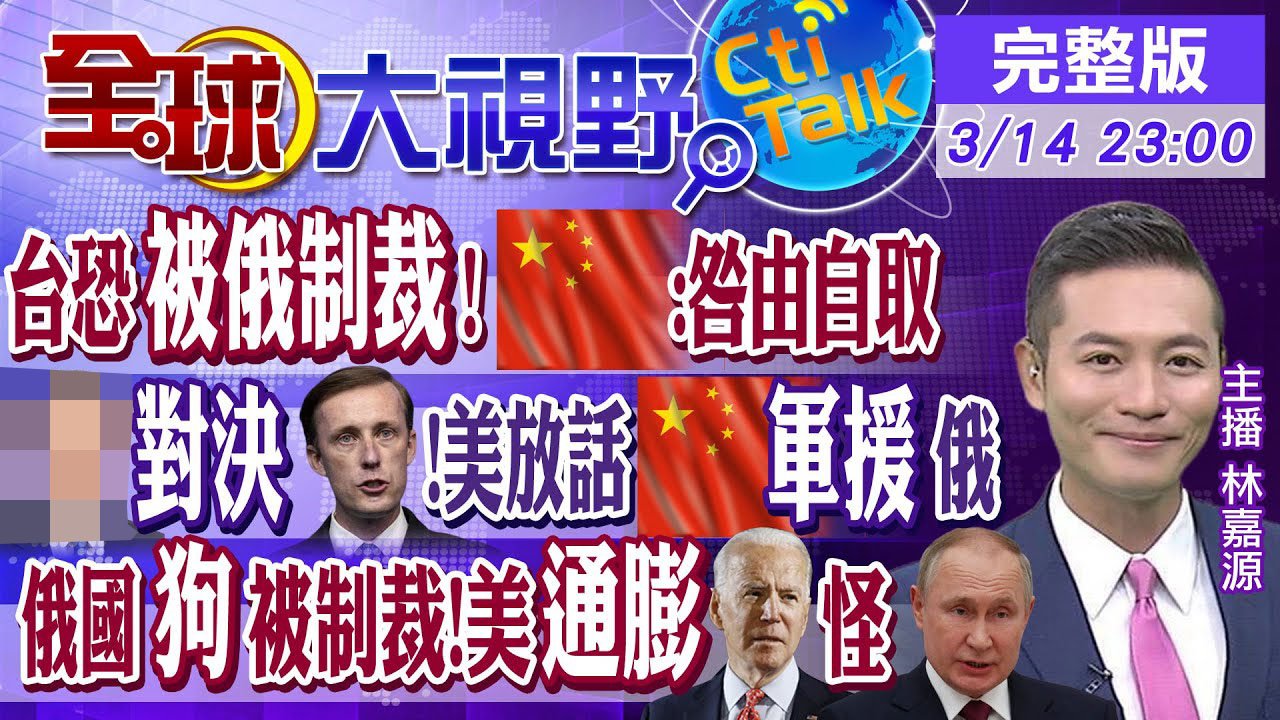 全球大視野
Cti Talk
完整版
3/14 23:00
台恐被俄制裁! :咎由自取
對決 !美放話 軍援俄
俄國狗被制裁!美通膨 怪
主播 林嘉源